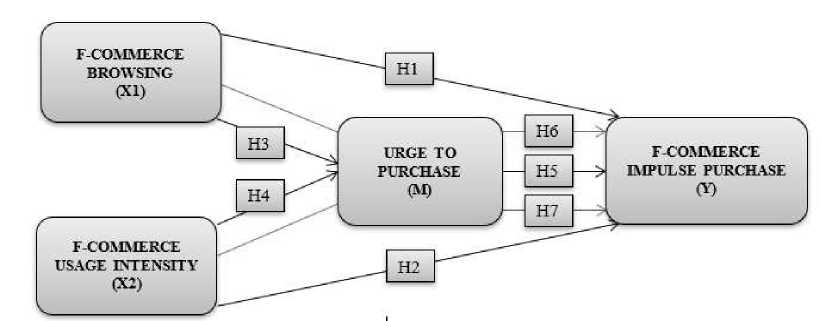 F-COMMERCE
BROWSING
(X1)
H1
H3
H4
URGE TO
PURCHASE
(M)
H6
H5
H7
F-COMMERCE
IMPULSE PURCHASE
(Y)
F-COMMERCE
USAGE INTENSITY
(X2)
H2